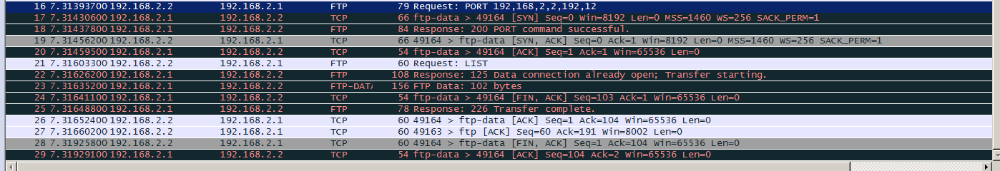 16 7.31393700 192.168.2.2 192.168.2.1 FTP 79 Request: PORT 192,168,2,2,192,12
17 7.31430600 192.168.2.1 192.168.2.2 TCP 66 ftp-data > 49164 [SYN] Seq=0 Win=8192 Len=0 MSS=1460 WS=256 SACK_PERM=1
18 7.31437800 192.168.2.1 192.168.2.2 FTP 84 Response: 200 PORT command successful.
19 7.31456200 192.168.2.2 192.168.2.1 TCP 66 49164 > ftp-data [SYN, ACK] Seq=0 Ack=1 Win=8192 Len=0 MSS=1460 WS=256 SACK_PERM=1
20 7.31459500 192.168.2.1 192.168.2.2 TCP 54 ftp-data > 49164 [ACK] Seq=1 Ack=1 Win=65536 Len=0
21 7.31603300 192.168.2.2 192.168.2.1 FTP 60 Request: LIST
22 7.31626200 192.168.2.1 192.168.2.2 FTP 108 Response: 125 Data connection already open; Transfer starting.
23 7.31635200 192.168.2.1 192.168.2.2 FTP-DATA 156 FTP Data: 102 bytes
24 7.31641100 192.168.2.1 192.168.2.2 TCP 54 ftp-data > 49164 [FIN, ACK] Seq=103 Ack=1 Win=65536 Len=0
25 7.31648800 192.168.2.1 192.168.2.2 FTP 78 Response: 226 Transfer complete.
26 7.31652400 192.168.2.2 192.168.2.1 TCP 60 49164 > ftp-data [ACK] Seq=1 Ack=104 Win=65536 Len=0
27 7.31660200 192.168.2.2 192.168.2.1 TCP 60 49163 > ftp [ACK] Seq=60 Ack=191 Win=8002 Len=0
28 7.31925800 192.168.2.2 192.168.2.1 TCP 60 49164 > ftp-data [FIN, ACK] Seq=1 Ack=104 Win=65536 Len=0
29 7.31929100 192.168.2.1 192.168.2.2 TCP 54 ftp-data > 49164 [ACK] Seq=104 Ack=2 Win=65536 Len=0